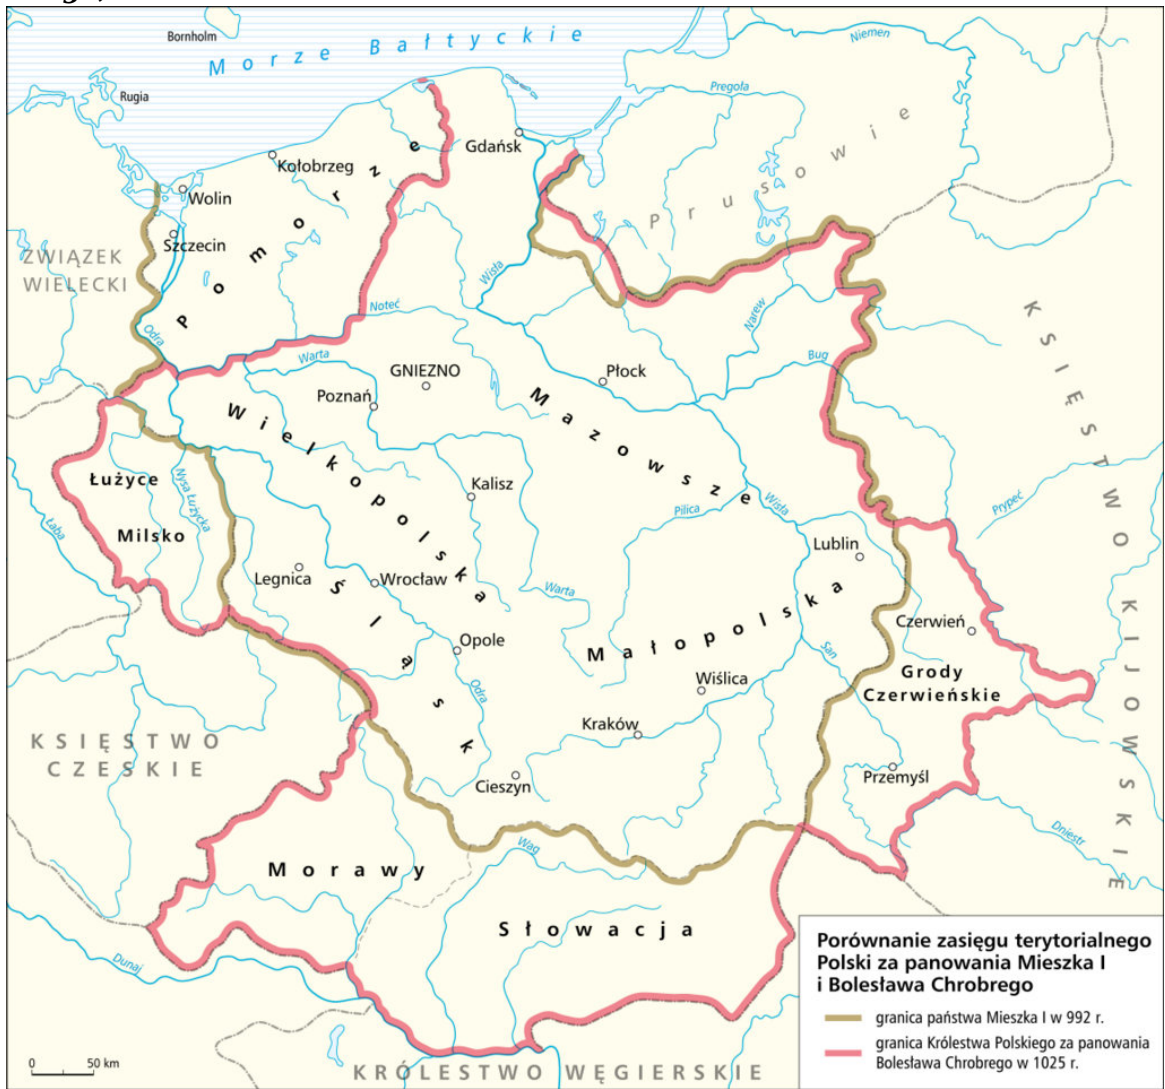 Bornholm
Morze Bałtyckie
Niemen
Rugia
Pregoła
Gdańsk
Kołobrzeg
Prusowie
Wolin
Szczecin
Pomorze
ZWIĄZEK
WIELECKI
Wisła
Odra
Noteć
Narew
KSIĘSTWO KIJOWSKIE
Warta
Bug
GNIEZNO
Płock
Poznań
Wielkopolska
Mazowsze
Łużyce
Nysa Łużycka
Kalisz
Pilica
Wisła
Prypeć
Łaba
Milsko
Lublin
Legnica
Wrocław
Warta
Śląsk
Małopolska
Czerwień
Opole
San
Grody
Czerwieńskie
Wiślica
Odra
Kraków
KSIĘSTWO
CZESKIE
Cieszyn
Przemyśl
Dniestr
Wag
Morawy
Słowacja
Dunaj
Porównanie zasięgu terytorialnego
Polski za panowania Mieszka I
i Bolesława Chrobrego
granica państwa Mieszka I w 992 r.
granica Królestwa Polskiego za panowania
Bolesława Chrobrego w 1025 r.
0 50 km
KRÓLESTWO WĘGIERSKIE